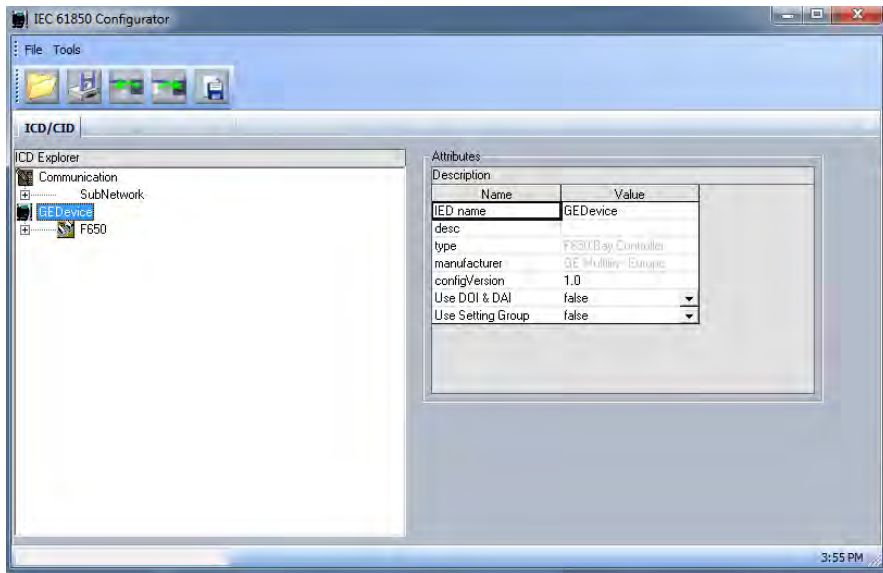 IEC 61850 Configurator
File Tools
ICD/CID
ICD Explorer
Communication
SubNetwork
GEDevice
F650
Attributes
Description
Name Value
IED name GEDevice
desc
type F650 Bay Controller
manufacturer GE Multilin - Europe
configVersion 1.0
Use DOI & DAI false
Use Setting Group false
3:55 PM